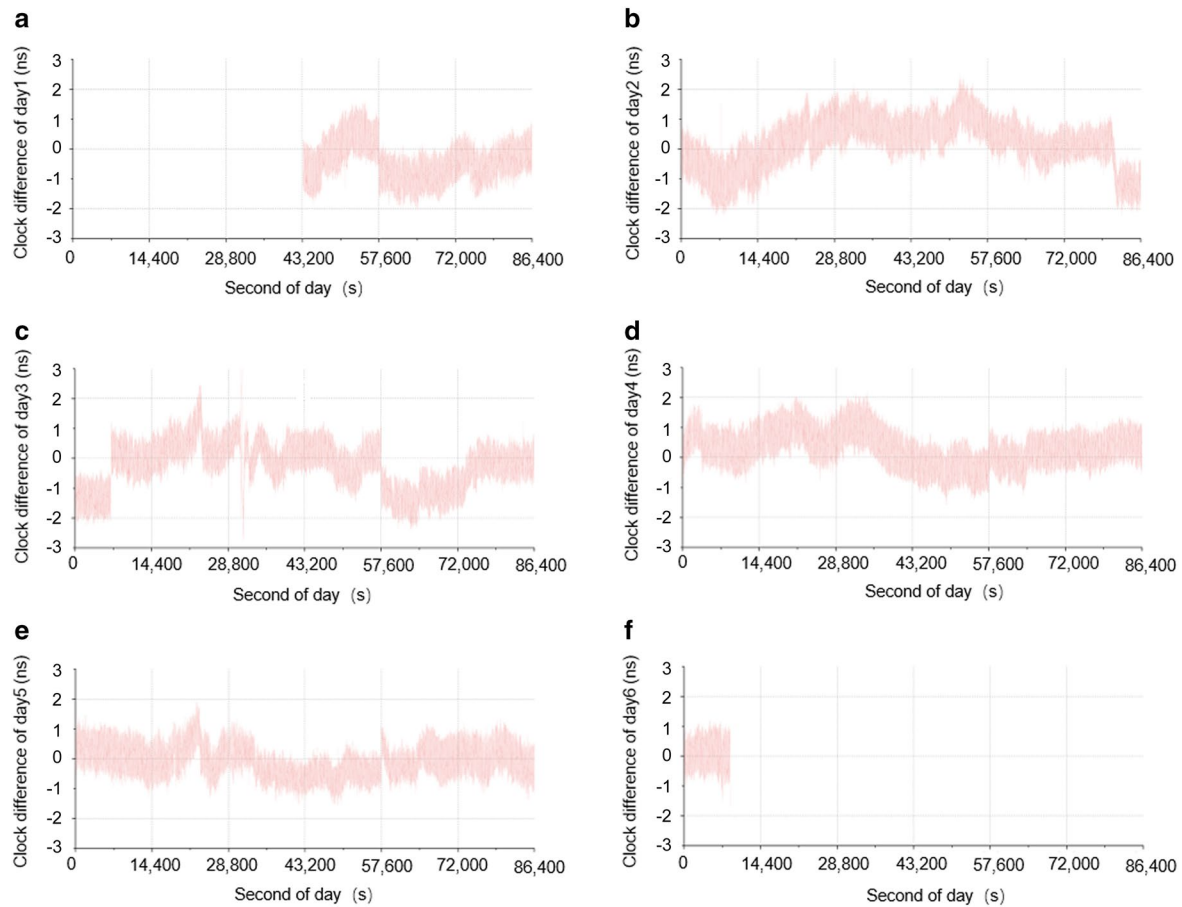 a
Clock difference of day1 (ns)
3
2
1
0
-1
-2
-3
0 14,400 28,800 43,200 57,600 72,000 86,400
Second of day (s)
b
Clock difference of day2 (ns)
3
2
1
0
-1
-2
-3
0 14,400 28,800 43,200 57,600 72,000 86,400
Second of day (s)
c
Clock difference of day3 (ns)
3
2
1
0
-1
-2
-3
0 14,400 28,800 43,200 57,600 72,000 86,400
Second of day (s)
d
Clock difference of day4 (ns)
3
2
1
0
-1
-2
-3
0 14,400 28,800 43,200 57,600 72,000 86,400
Second of day (s)
e
Clock difference of day5 (ns)
3
2
1
0
-1
-2
-3
0 14,400 28,800 43,200 57,600 72,000 86,400
Second of day (s)
f
Clock difference of day6 (ns)
3
2
1
0
-1
-2
-3
0 14,400 28,800 43,200 57,600 72,000 86,400
Second of day (s)